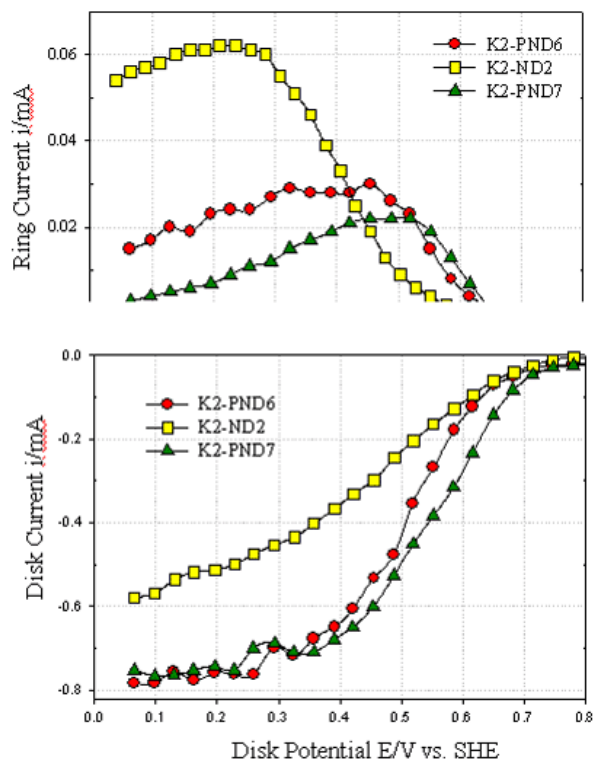 Ring Current i/mA
0.06
0.04
0.02
K2-PND6
K2-ND2
K2-PND7
Disk Current i/mA
0.0
-0.2
-0.4
-0.6
-0.8
K2-PND6
K2-ND2
K2-PND7
0.0 0.1 0.2 0.3 0.4 0.5 0.6 0.7 0.8
Disk Potential E/V vs. SHE